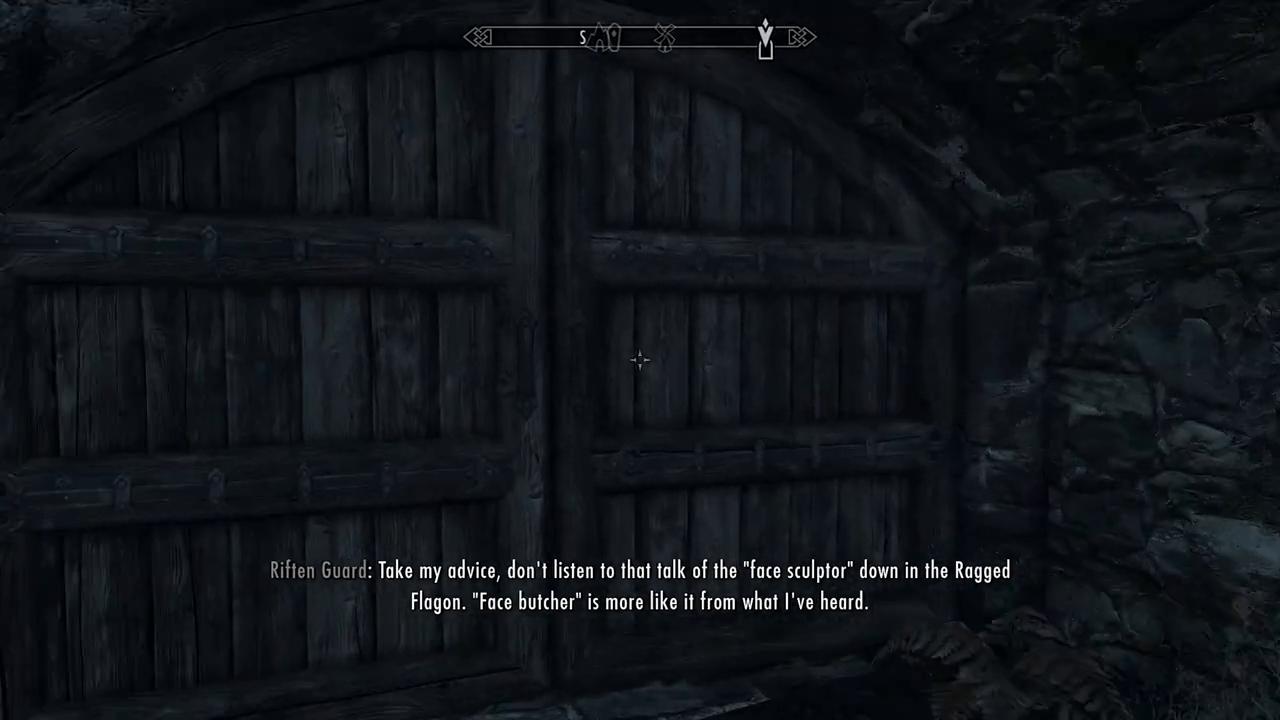 S
Riften Guard: Take my advice, don't listen to that talk of the "face sculptor" down in the Ragged
Flagon. "Face butcher" is more like it from what I've heard.